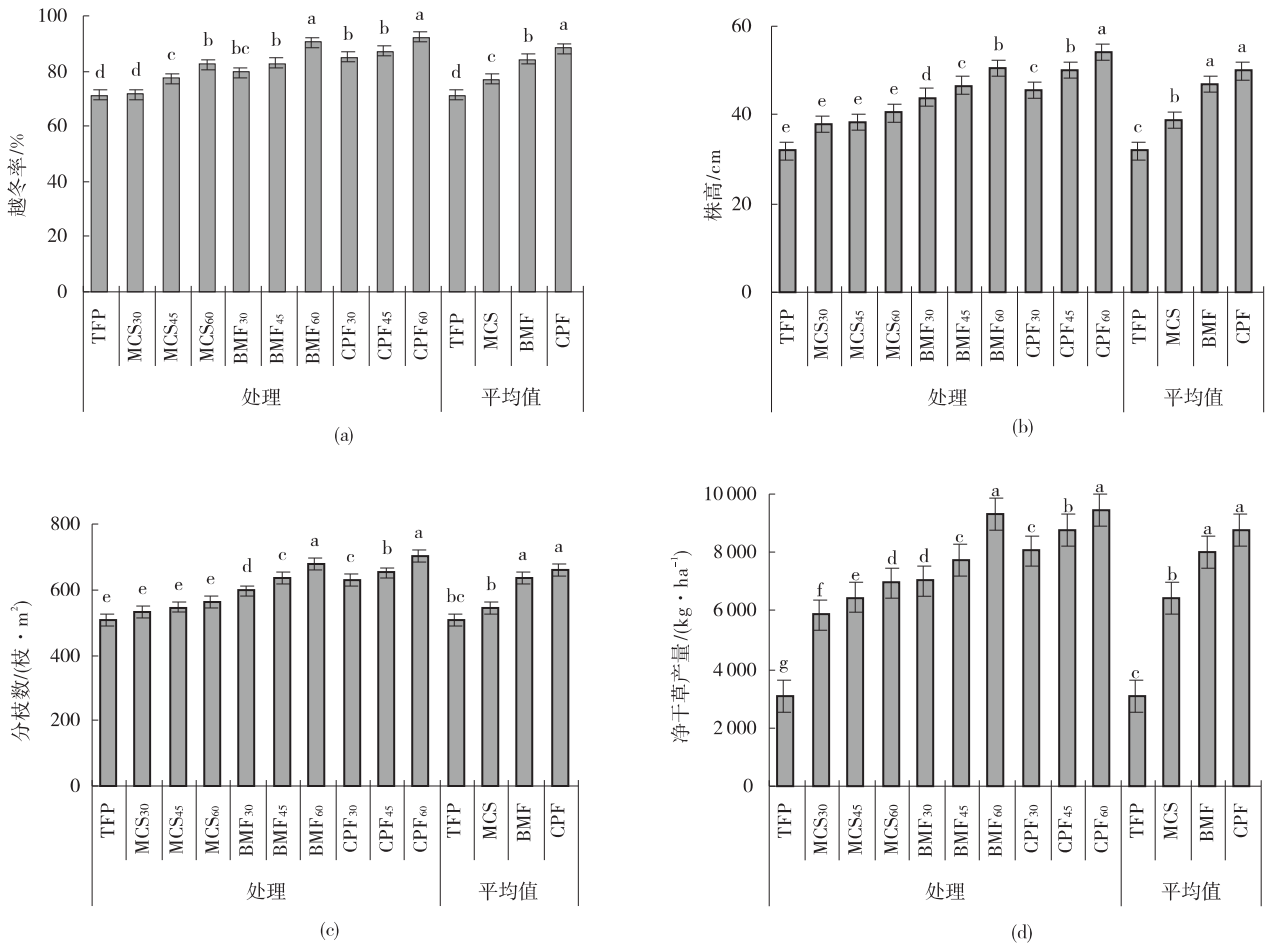 100
80
60
40
20
0
越冬率/%
d d c b bc b a b b a d c b a
TFP MCS30 MCS45 MCS60 BMF30 BMF45 BMF60 CPF30 CPF45 CPF60 TFP MCS BMF CPF
处理 平均值
(a)
60
40
20
0
株高/cm
e e e e d c b c b a c b a a
TFP MCS30 MCS45 MCS60 BMF30 BMF45 BMF60 CPF30 CPF45 CPF60 TFP MCS BMF CPF
处理 平均值
(b)
800
600
400
200
0
分枝数/(枝·m²)
e e e e d c a c b a bc b a a
TFP MCS30 MCS45 MCS60 BMF30 BMF45 BMF60 CPF30 CPF45 CPF60 TFP MCS BMF CPF
处理 平均值
(c)
10 000
8 000
6 000
4 000
2 000
0
净干草产量/(kg·ha⁻¹)
g f e d d c a c b a c b a a
TFP MCS30 MCS45 MCS60 BMF30 BMF45 BMF60 CPF30 CPF45 CPF60 TFP MCS BMF CPF
处理 平均值
(d)